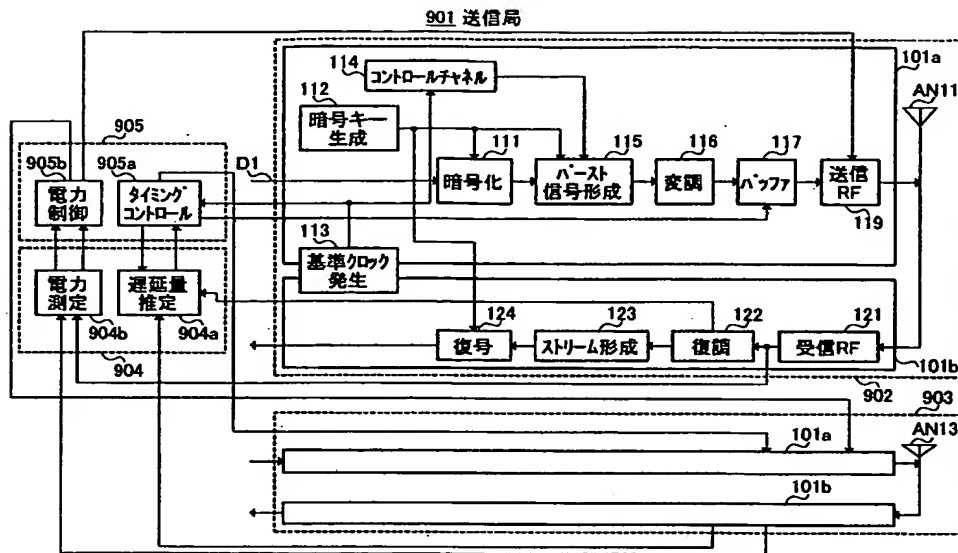 901 送信局
101a
114
コントロールチャネル
AN11
112
暗号キー
生成
905
905b
905a
D1
111
115
116
117
電力
制御
タイミング
コントロール
暗号化
バースト
信号形成
変調
バッファ
送信
RF
119
113
基準クロック
発生
電力
測定
遅延量
推定
904b
904a
904
124
123
122
121
復号
ストリーム形成
復調
受信RF
101b
902
903
101a
AN13
101b